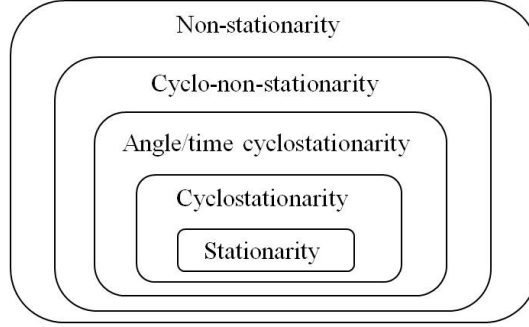 Non-stationarity
Cyclo-non-stationarity
Angle/time cyclostationarity
Cyclostationarity
Stationarity